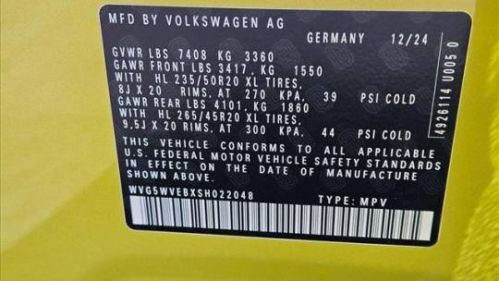 MFD BY VOLKSWAGEN AG
GERMANY 12/24
GVWR LBS 7408 KG 3360
GAWR FRONT LBS 3417, KG 1550
WITH HL 235/50R20 XL TIRES,
8J X 20 RIMS, AT 270 KPA, 39 PSI COLD
GAWR REAR LBS 4101, KG 1860
WITH HL 265/45R20 XL TIRES,
9,5J X 20 RIMS, AT 300 KPA, 44 PSI COLD
THIS VEHICLE CONFORMS TO ALL APPLICABLE
U.S. FEDERAL MOTOR VEHICLE SAFETY STANDARDS
IN EFFECT ON THE DATE OF MANUFACTURE
SHOWN ABOVE.
WVG5WVEBXSH022048 TYPE: MPV
4926114 U005 0